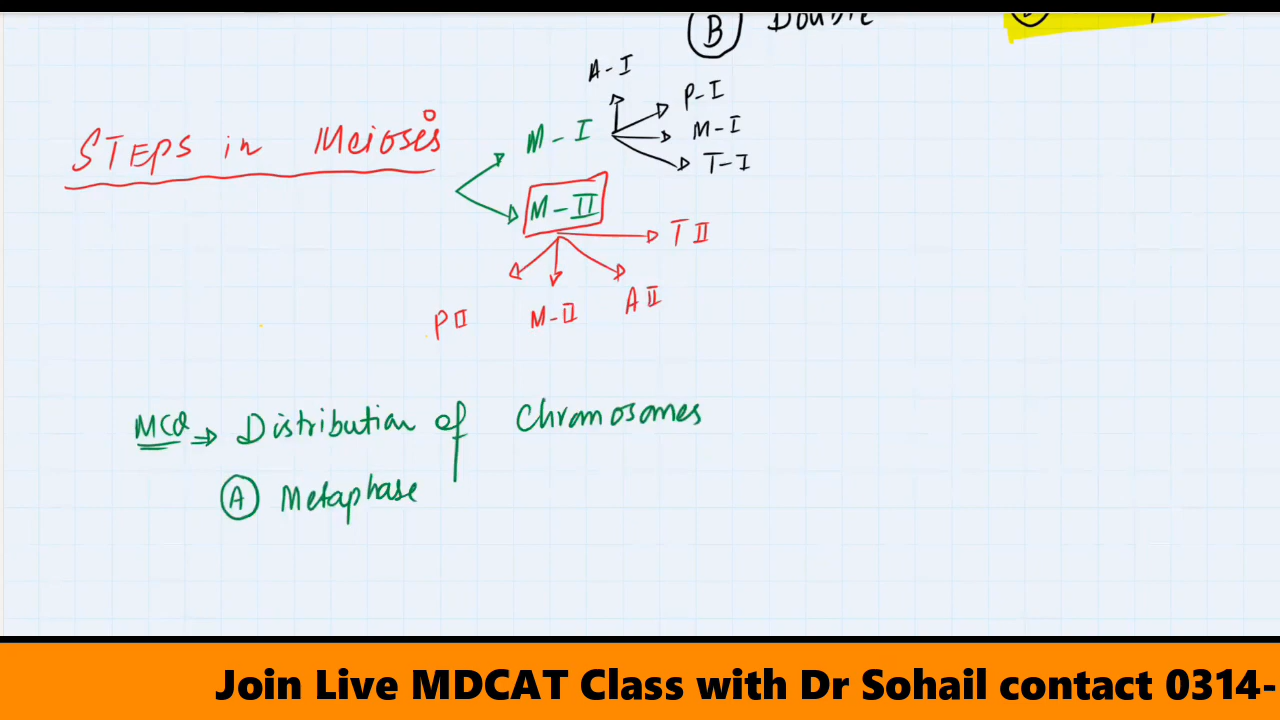 B Double
A-I
P-I
STEPS in Meioses M-I M-I
T-I
M-II
T II
P II M-II A II
MCQ ⇒ Distribution of Chromosomes
A Metaphase
Join Live MDCAT Class with Dr Sohail contact 0314-